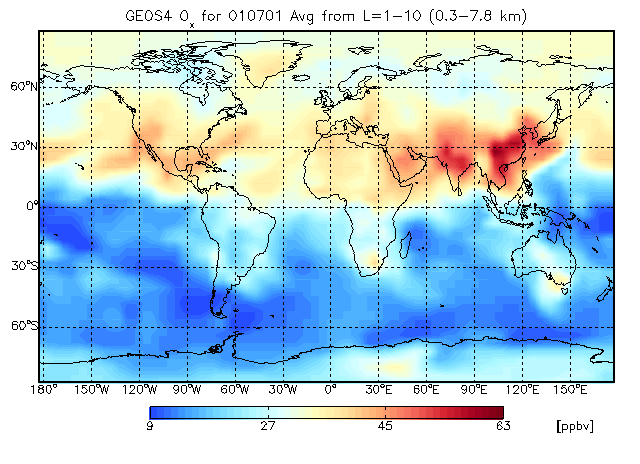 GEOS4 Oₓ for 010701 Avg from L=1-10 (0.3-7.8 km)
60°N
30°N
0°
30°S
60°S
180° 150°W 120°W 90°W 60°W 30°W 0° 30°E 60°E 90°E 120°E 150°E
9 27 45 63 [ppbv]